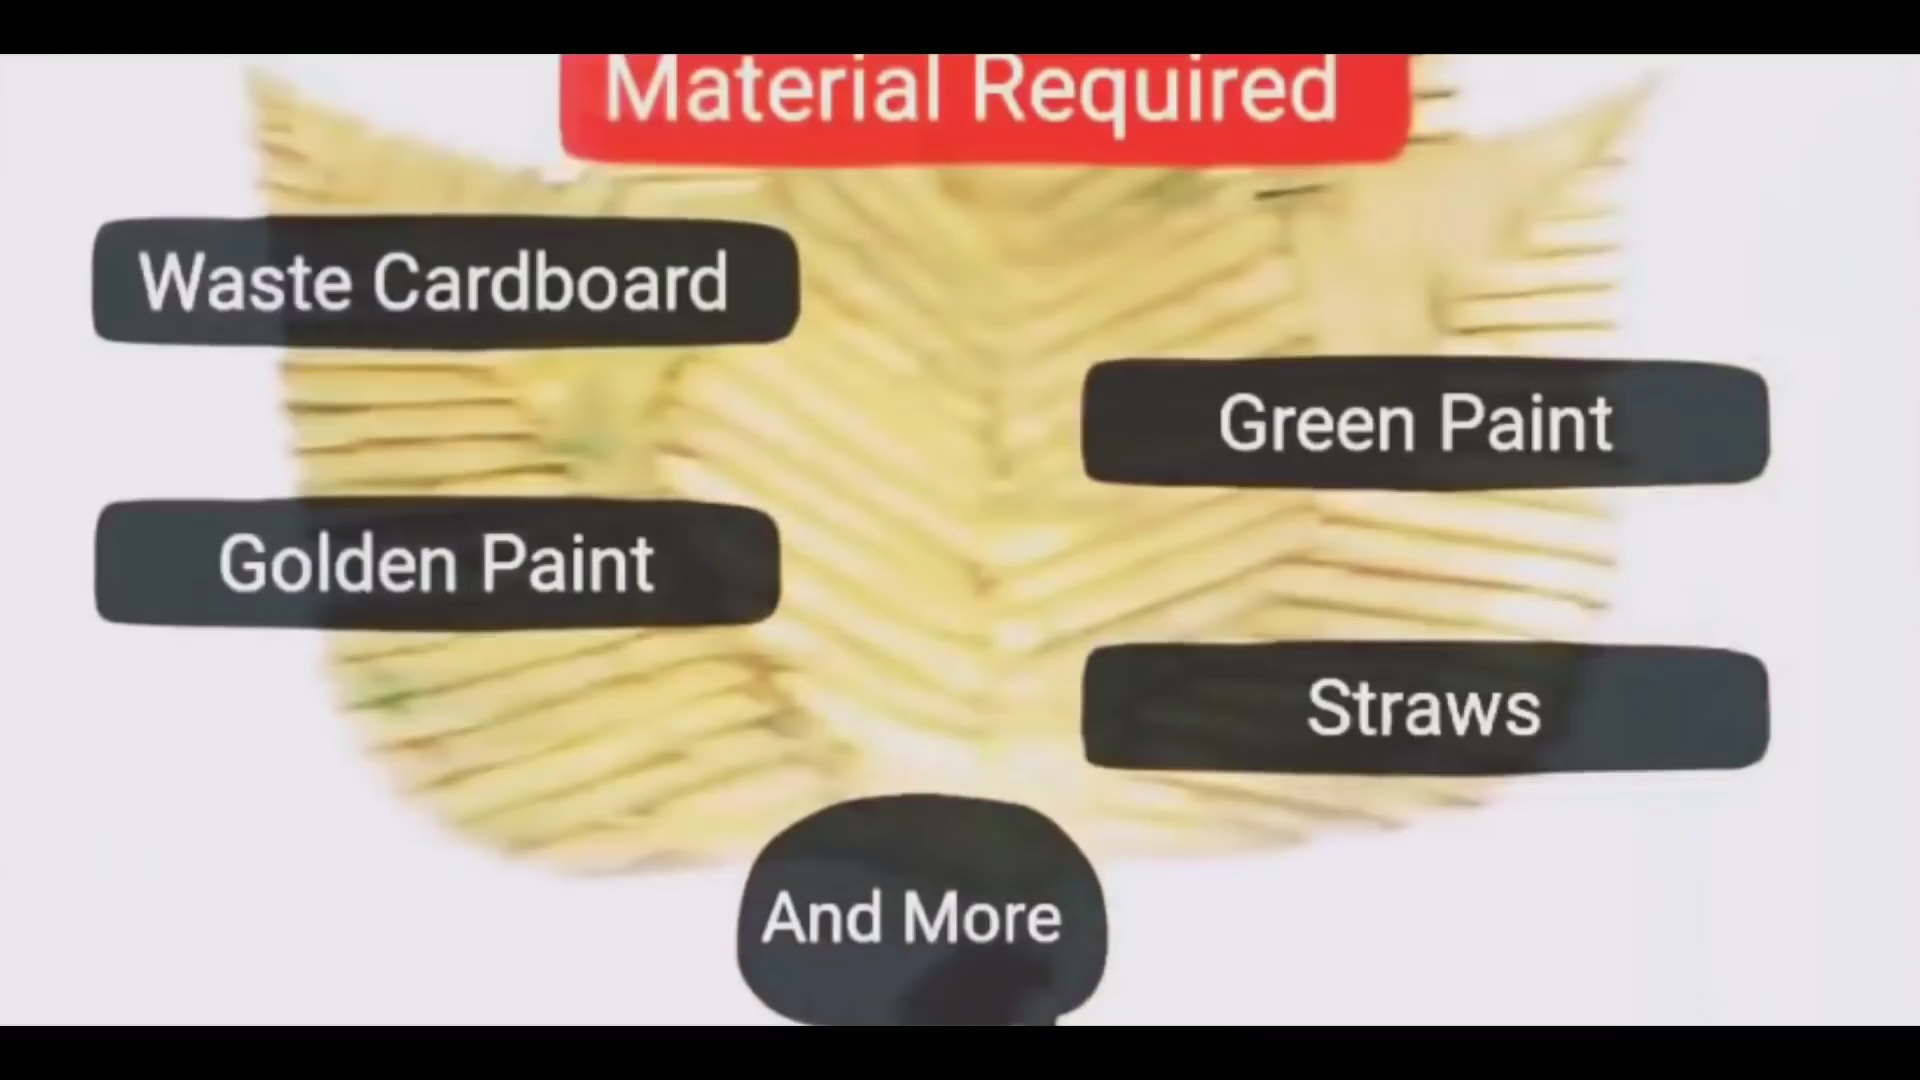 Material Required
Waste Cardboard
Green Paint
Golden Paint
Straws
And More